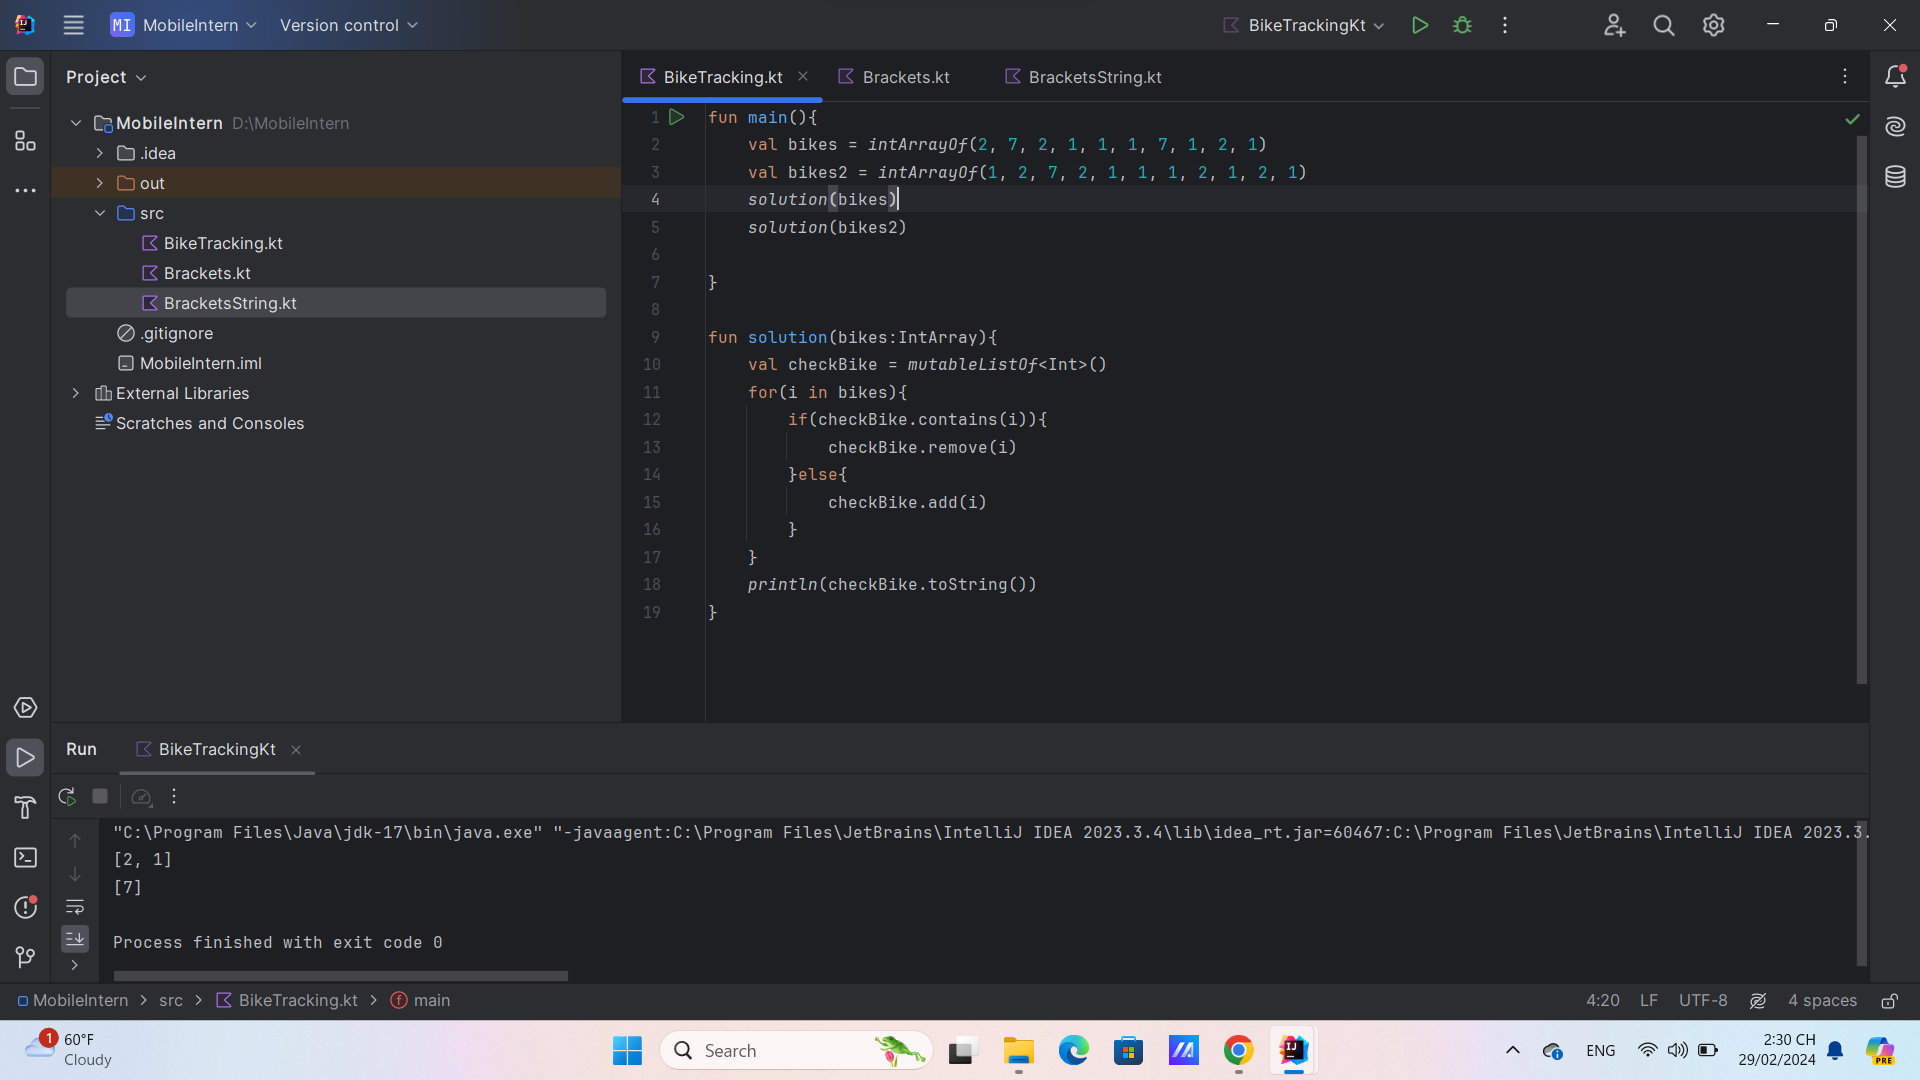 MI MobileIntern Version control BikeTrackingKt
Project
MobileIntern D:\MobileIntern
.idea
out
src
BikeTracking.kt
Brackets.kt
BracketsString.kt
.gitignore
MobileIntern.iml
External Libraries
Scratches and Consoles
BikeTracking.kt Brackets.kt BracketsString.kt
1 fun main(){
2 val bikes = intArrayOf(2, 7, 2, 1, 1, 1, 7, 1, 2, 1)
3 val bikes2 = intArrayOf(1, 2, 7, 2, 1, 1, 1, 2, 1, 2, 1)
4 solution(bikes)
5 solution(bikes2)
6
7 }
8
9 fun solution(bikes:IntArray){
10 val checkBike = mutableListOf<Int>()
11 for(i in bikes){
12 if(checkBike.contains(i)){
13 checkBike.remove(i)
14 }else{
15 checkBike.add(i)
16 }
17 }
18 println(checkBike.toString())
19 }
Run BikeTrackingKt
"C:\Program Files\Java\jdk-17\bin\java.exe" "-javaagent:C:\Program Files\JetBrains\IntelliJ IDEA 2023.3.4\lib\idea_rt.jar=60467:C:\Program Files\JetBrains\IntelliJ IDEA 2023.3.
[2, 1]
[7]
Process finished with exit code 0
MobileIntern > src > BikeTracking.kt > main 4:20 LF UTF-8 4 spaces
1 60°F
Cloudy
Search
ENG
2:30 CH
29/02/2024
PRE